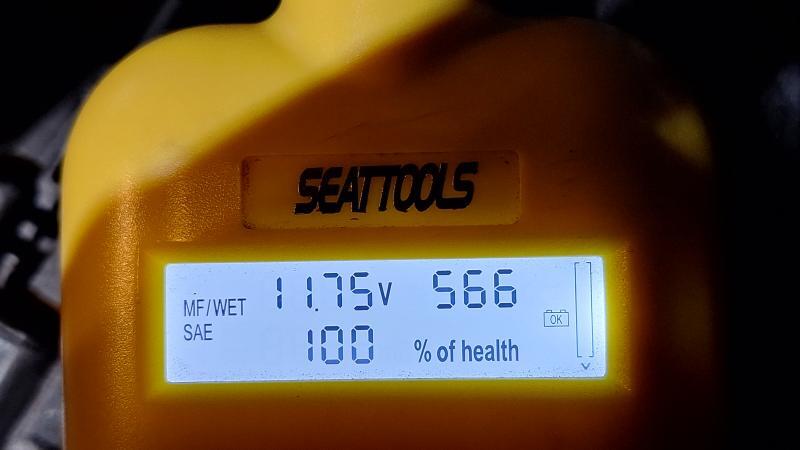 SEATTOOLS
MF/WET 11.75V 566
SAE 100 % of health
OK